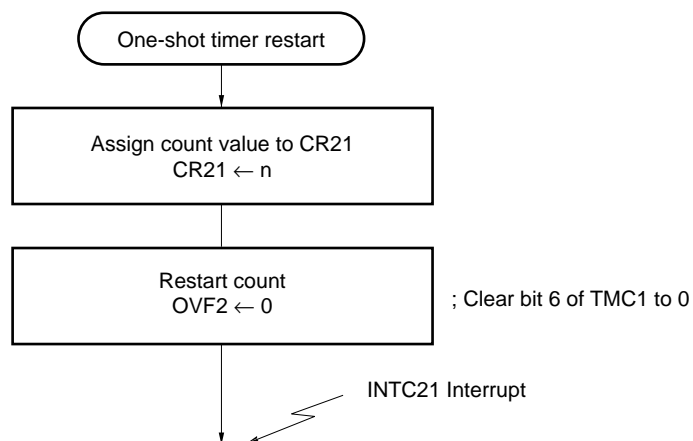 One-shot timer restart
Assign count value to CR21
CR21 ← n
Restart count
OVF2 ← 0
; Clear bit 6 of TMC1 to 0
INTC21 Interrupt